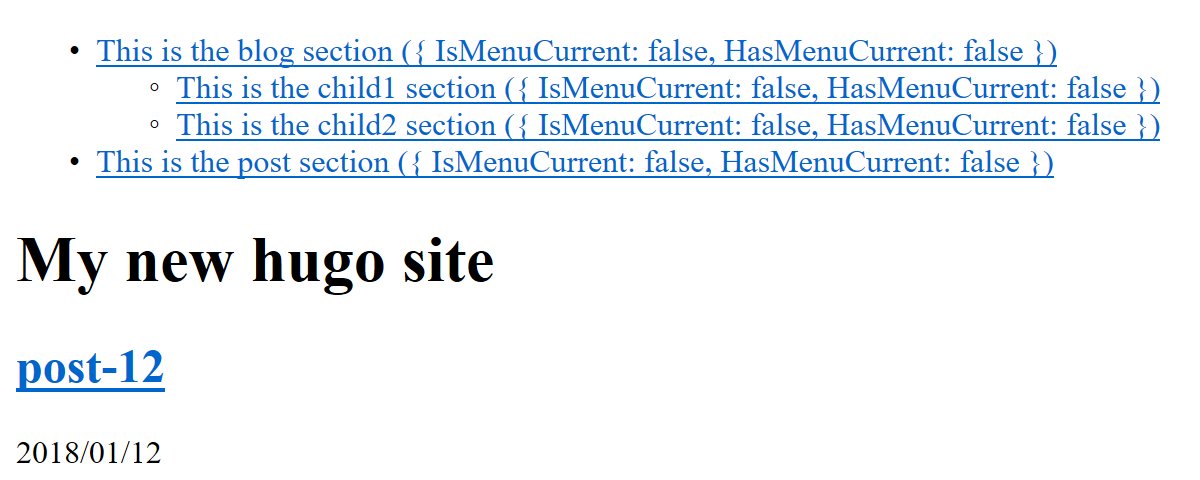 This is the blog section ({ IsMenuCurrent: false, HasMenuCurrent: false })
This is the child1 section ({ IsMenuCurrent: false, HasMenuCurrent: false })
This is the child2 section ({ IsMenuCurrent: false, HasMenuCurrent: false })
This is the post section ({ IsMenuCurrent: false, HasMenuCurrent: false })
My new hugo site
post-12
2018/01/12